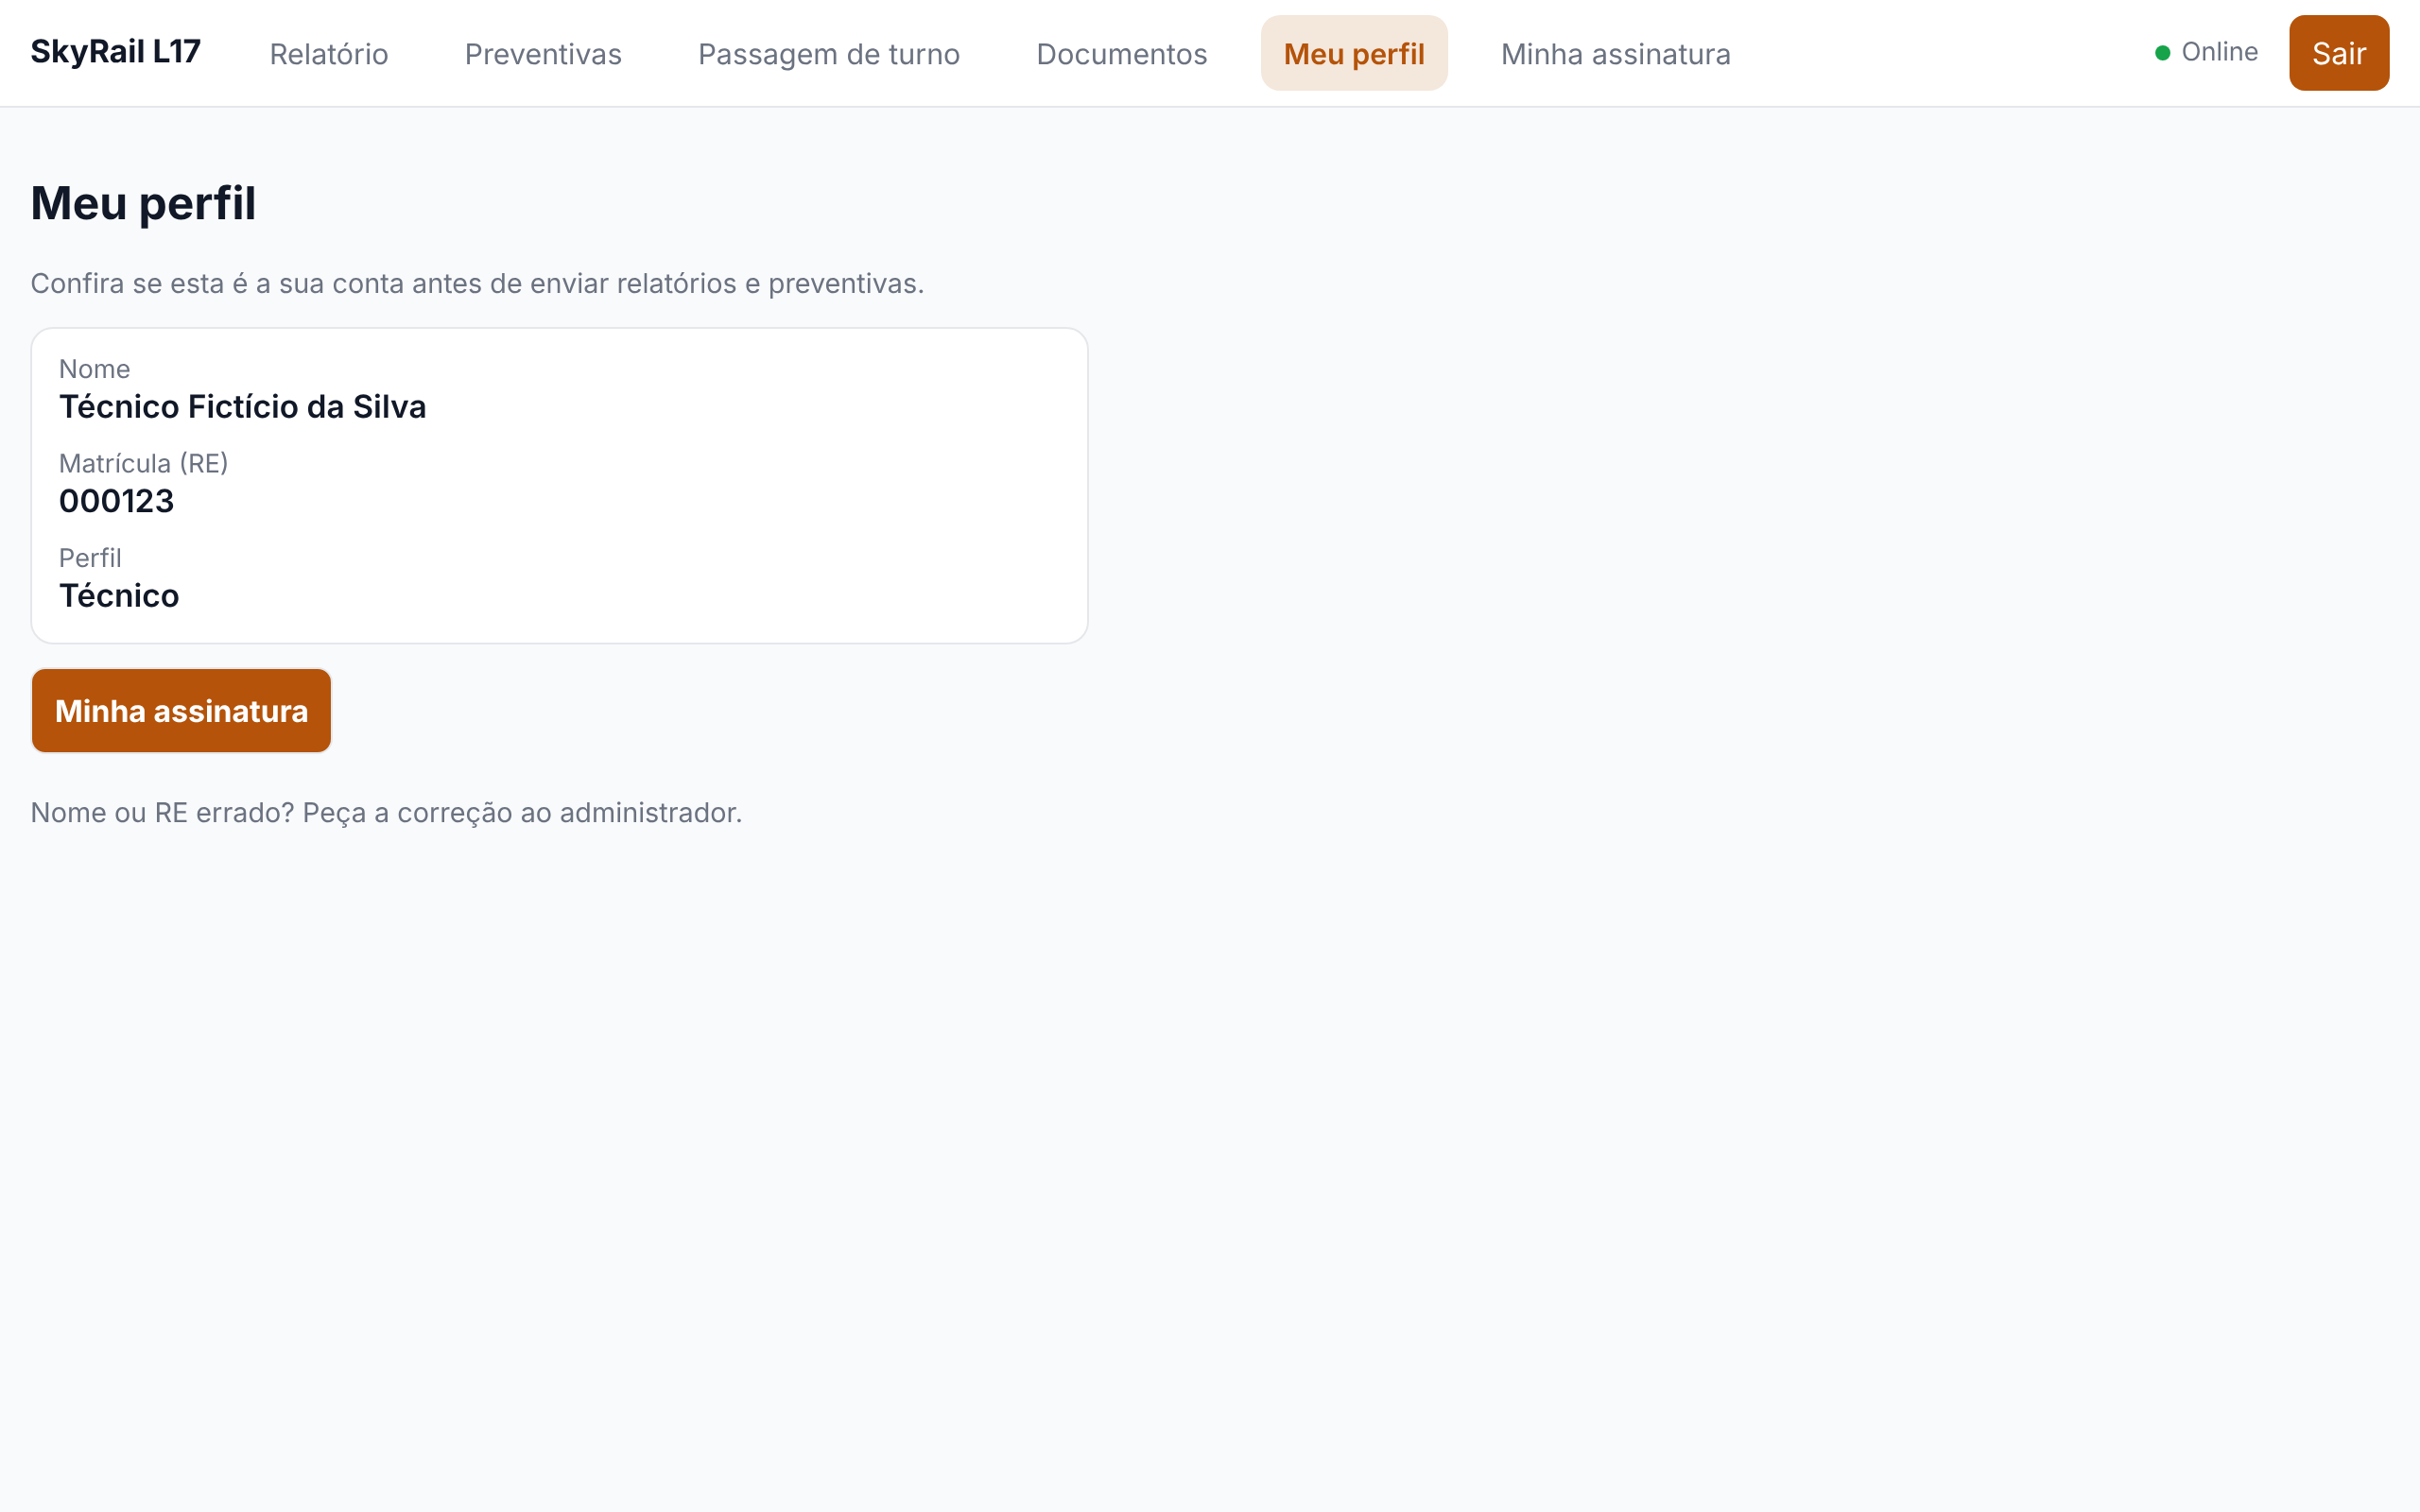 SkyRail L17
Relatório
Preventivas
Passagem de turno
Documentos
Meu perfil
Minha assinatura
Online
Sair
Meu perfil
Confira se esta é a sua conta antes de enviar relatórios e preventivas.
Nome
Técnico Fictício da Silva
Matrícula (RE)
000123
Perfil
Técnico
Minha assinatura
Nome ou RE errado? Peça a correção ao administrador.